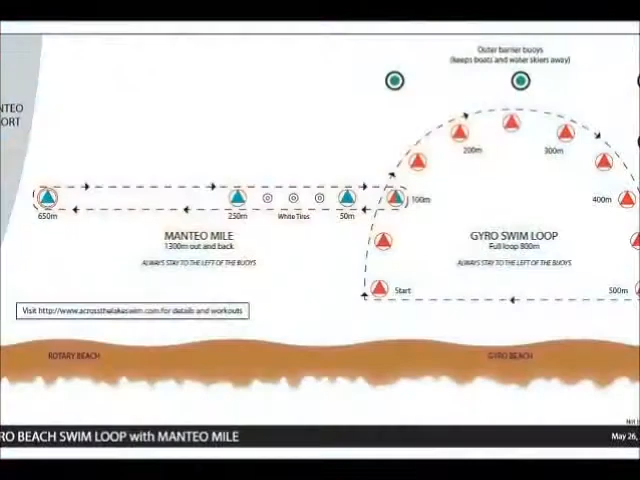 Outer barrier buoys
(keeps boats and water skiers away)
NTEO
ORT
200m
300m
400m
100m
650m
250m
White Tires
50m
MANTEO MILE
1300m out and back
ALWAYS STAY TO THE LEFT OF THE BUOYS
GYRO SWIM LOOP
Full loop 800m
ALWAYS STAY TO THE LEFT OF THE BUOYS
Start
500m
Visit http://www.acrossthelakeswim.com for details and workouts
ROTARY BEACH
GYRO BEACH
Not
RO BEACH SWIM LOOP with MANTEO MILE
May 26,